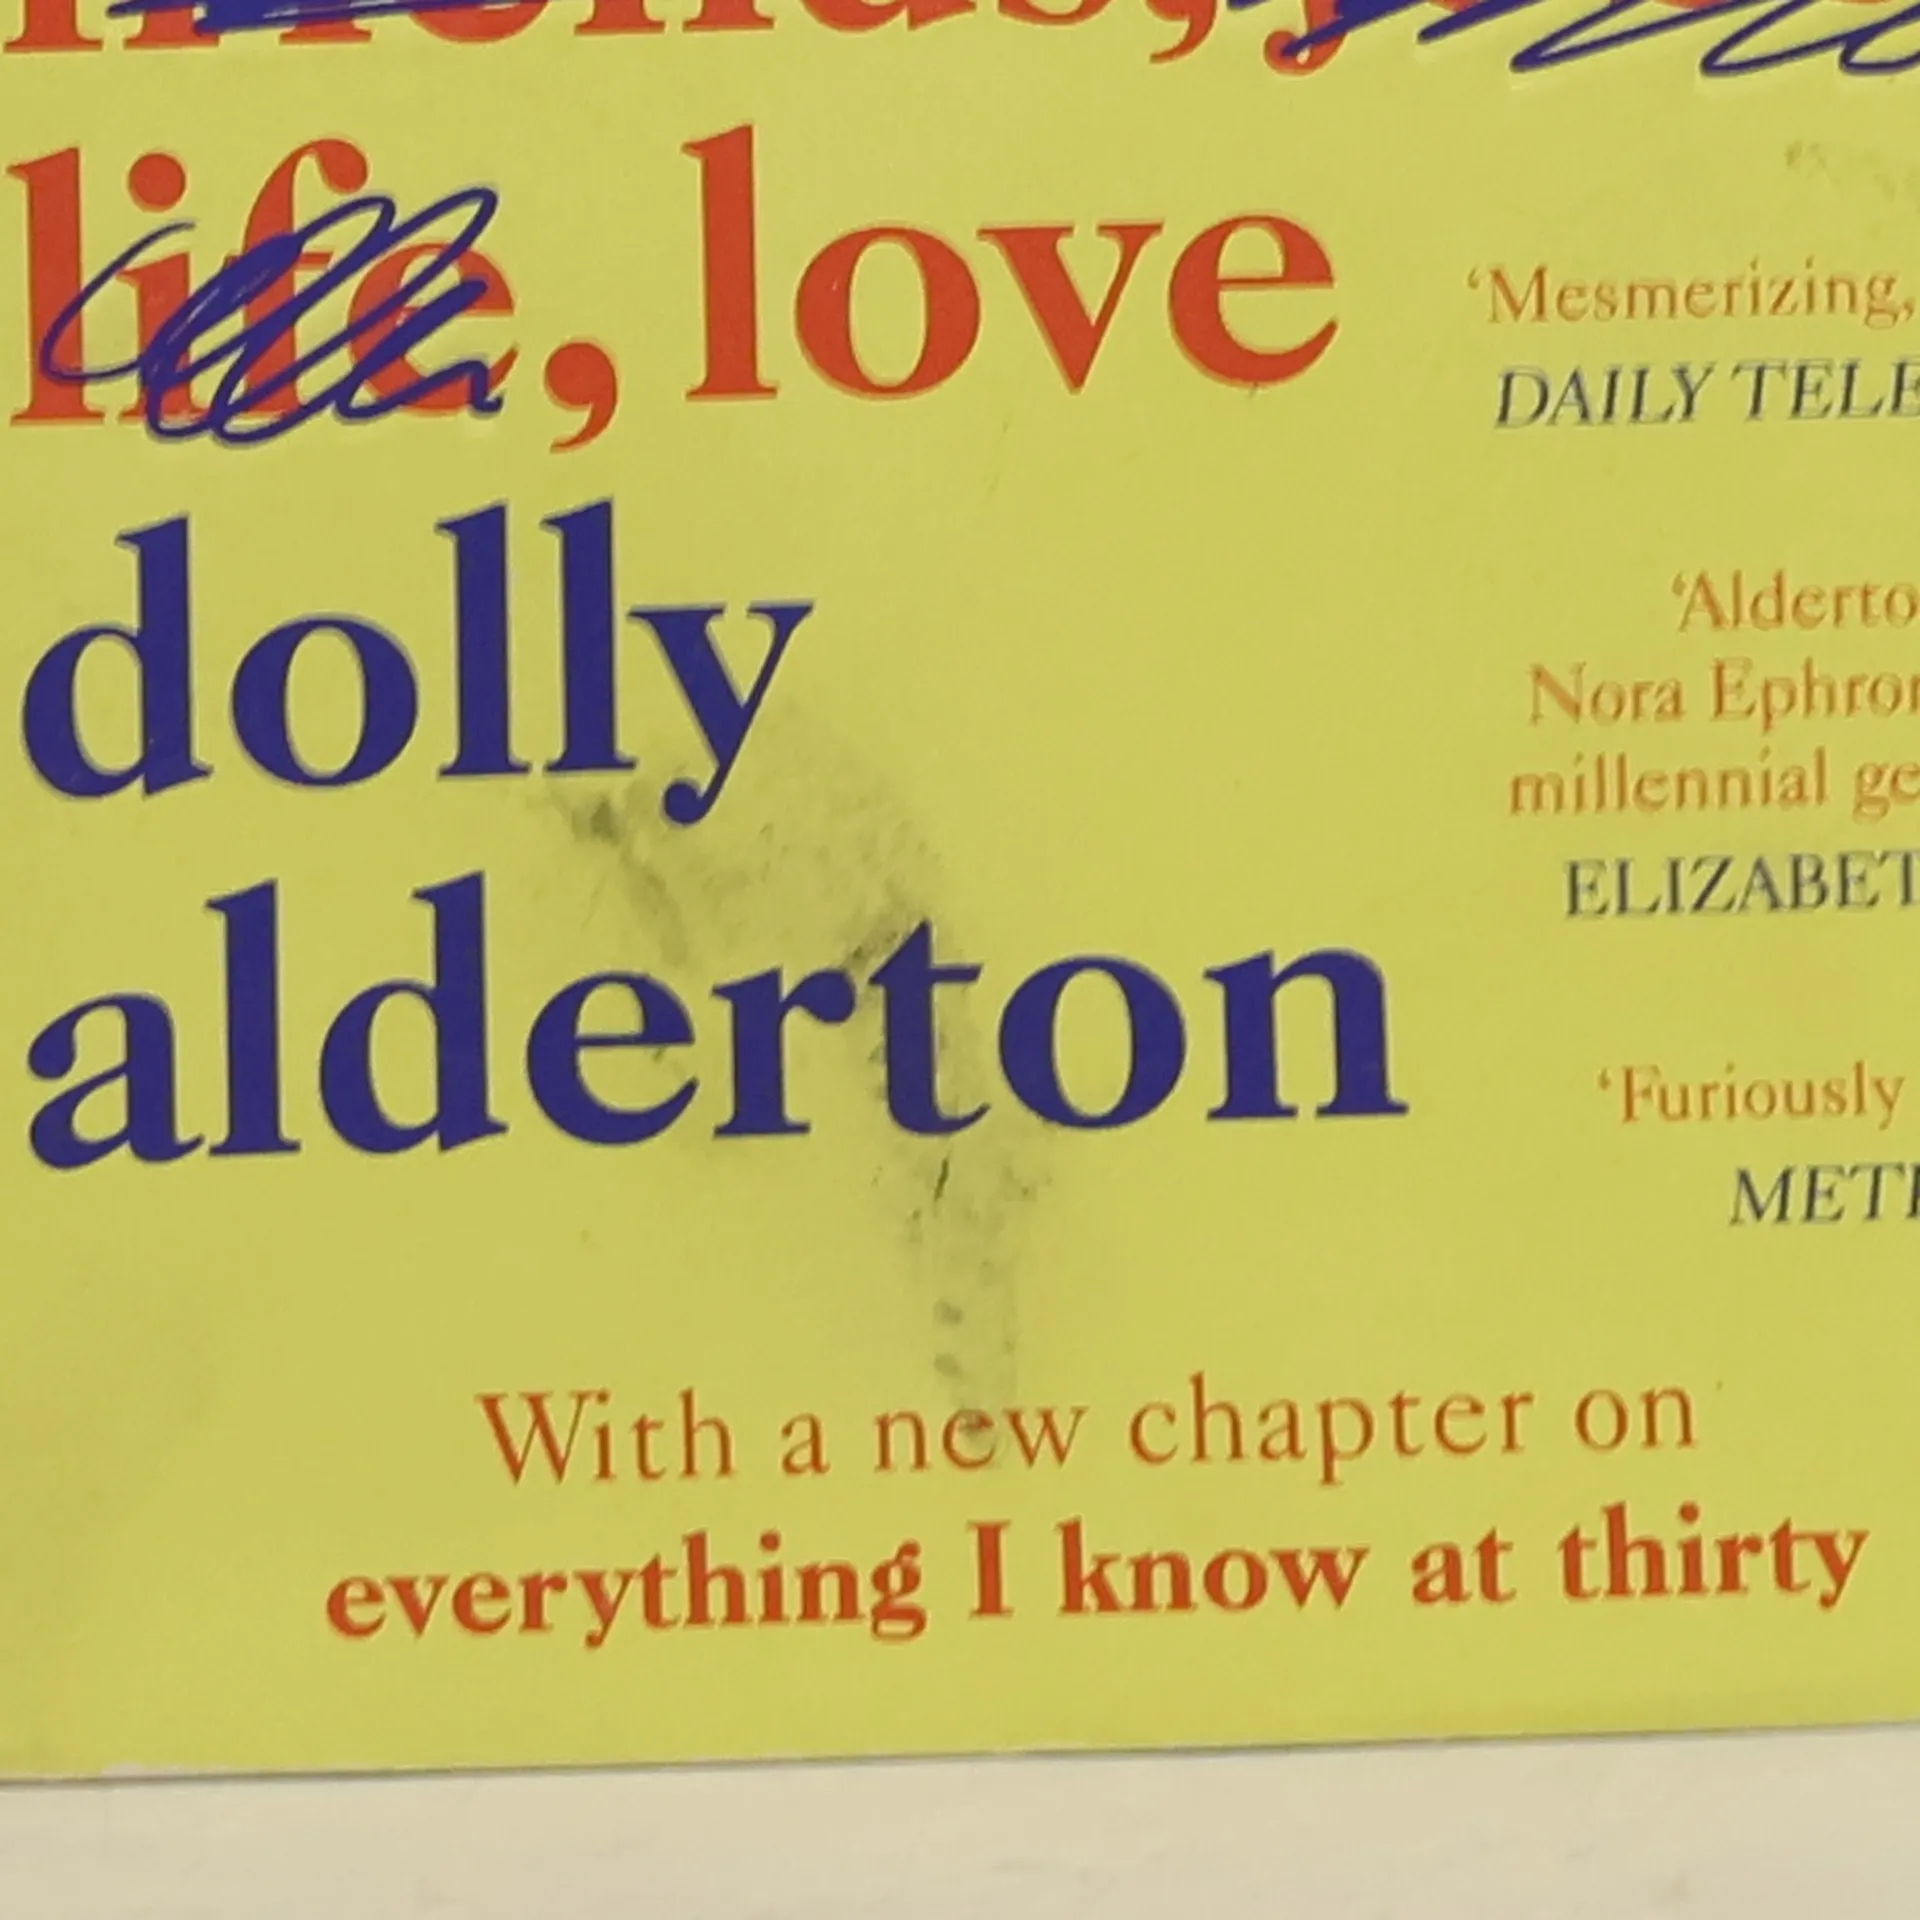 life, love
dolly
alderton
'Mesmerizing,
DAILY TELE
'Alderto
Nora Ephron
millennial ge
ELIZABET
'Furiously
MET
With a new chapter on
everything I know at thirty